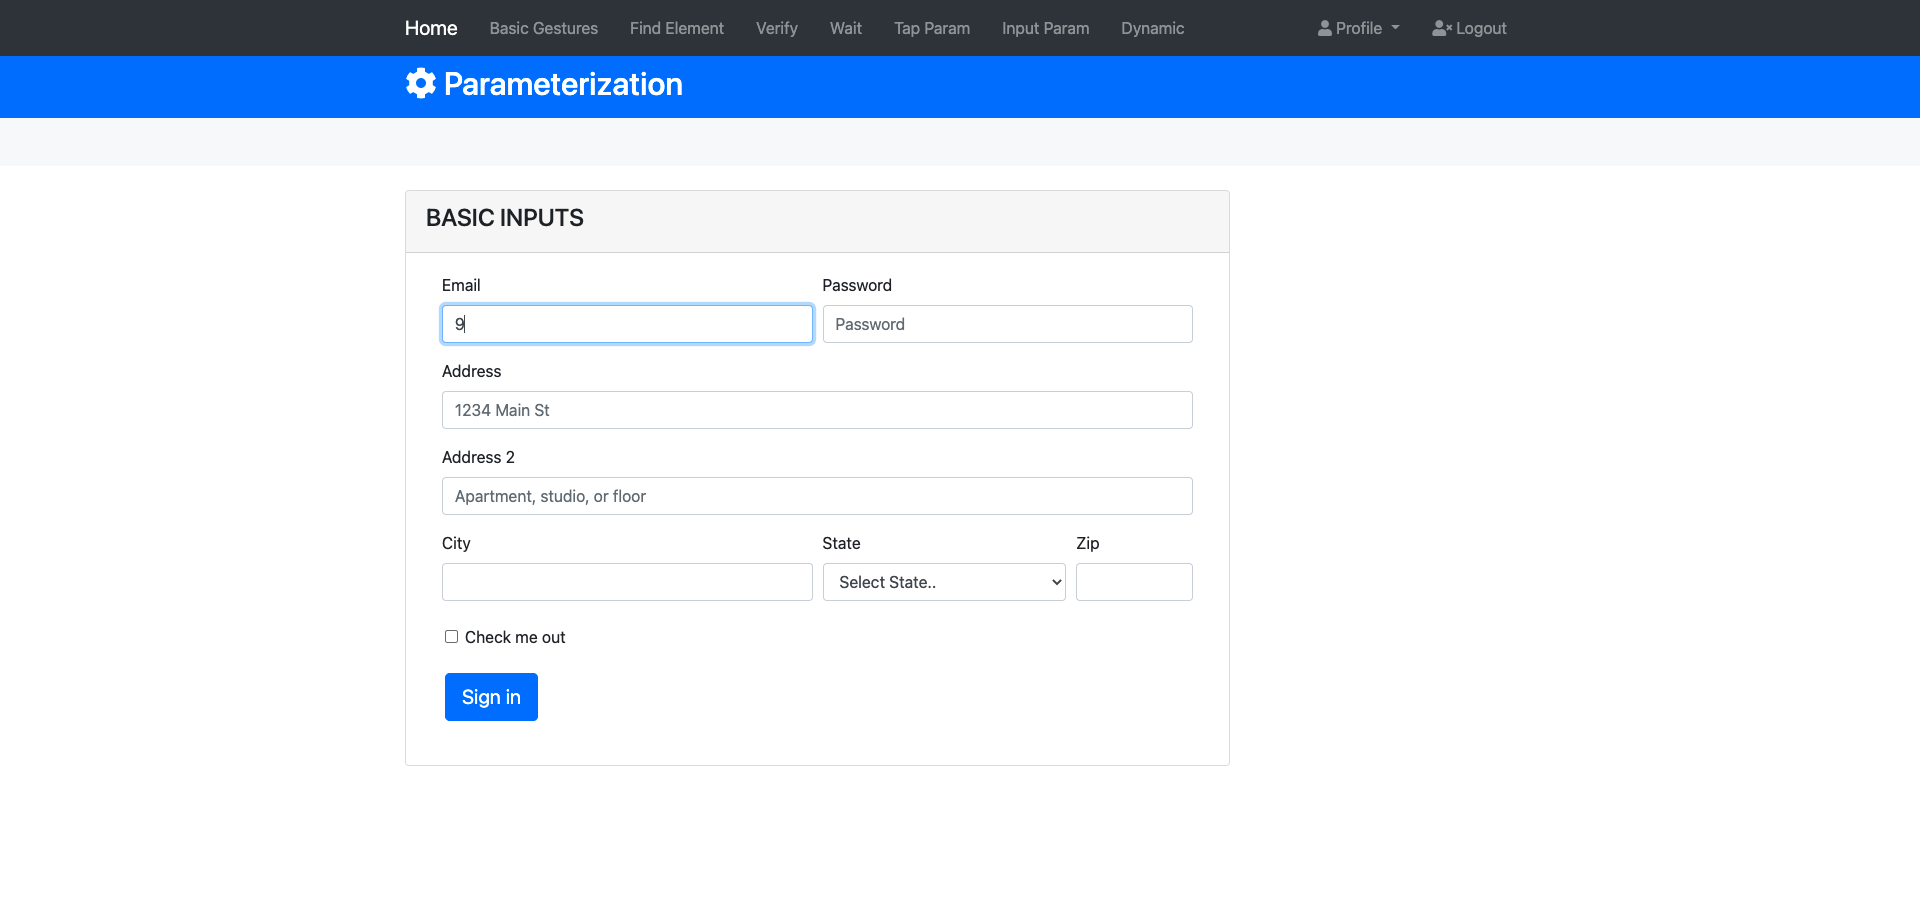 Home Basic Gestures Find Element Verify Wait Tap Param Input Param Dynamic Profile Logout
Parameterization
BASIC INPUTS
Email Password
9 Password
Address
1234 Main St
Address 2
Apartment, studio, or floor
City State Zip
Select State..
Check me out
Sign in